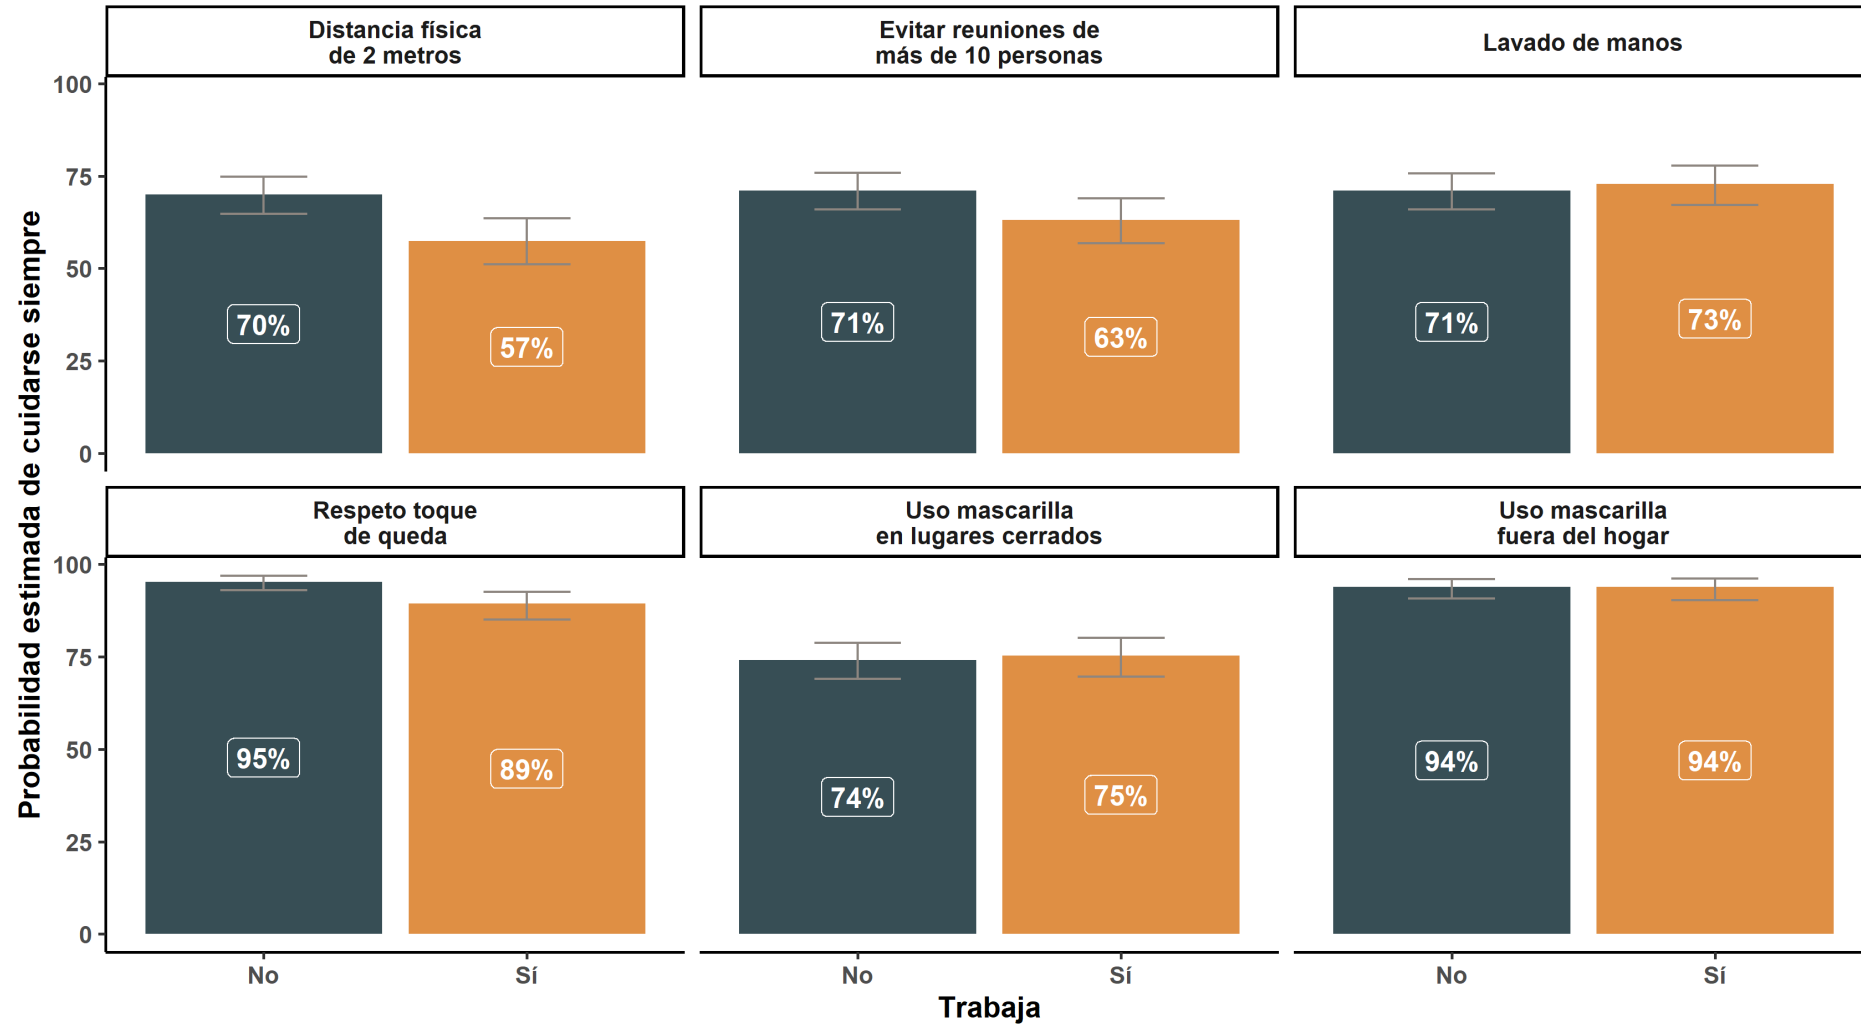 Distancia física
de 2 metros
Evitar reuniones de
más de 10 personas
Lavado de manos
Probabilidad estimada de cuidarse siempre
100
75
50
25
0
70%
57%
71%
63%
71%
73%
Respeto toque
de queda
Uso mascarilla
en lugares cerrados
Uso mascarilla
fuera del hogar
100
75
50
25
0
95%
89%
74%
75%
94%
94%
No
Sí
No
Sí
No
Sí
Trabaja